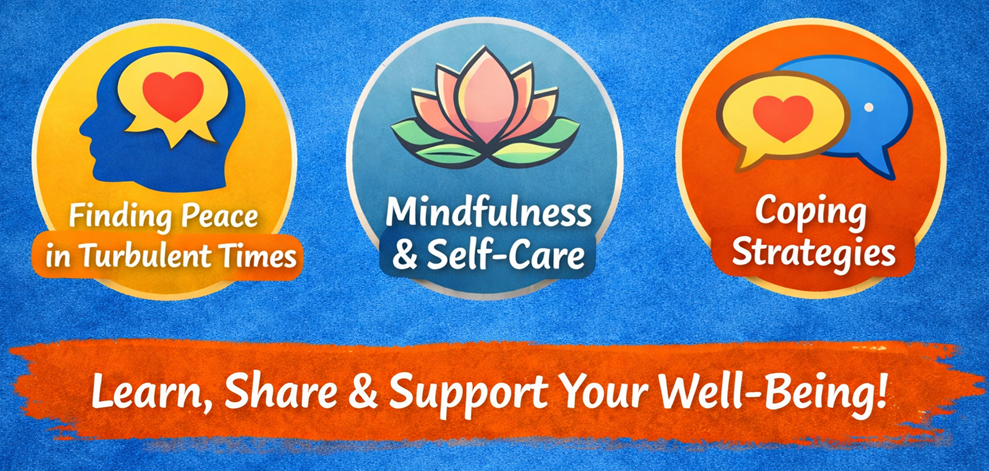 Finding Peace
in Turbulent Times
Mindfulness
& Self-Care
Coping
Strategies
Learn, Share & Support Your Well-Being!